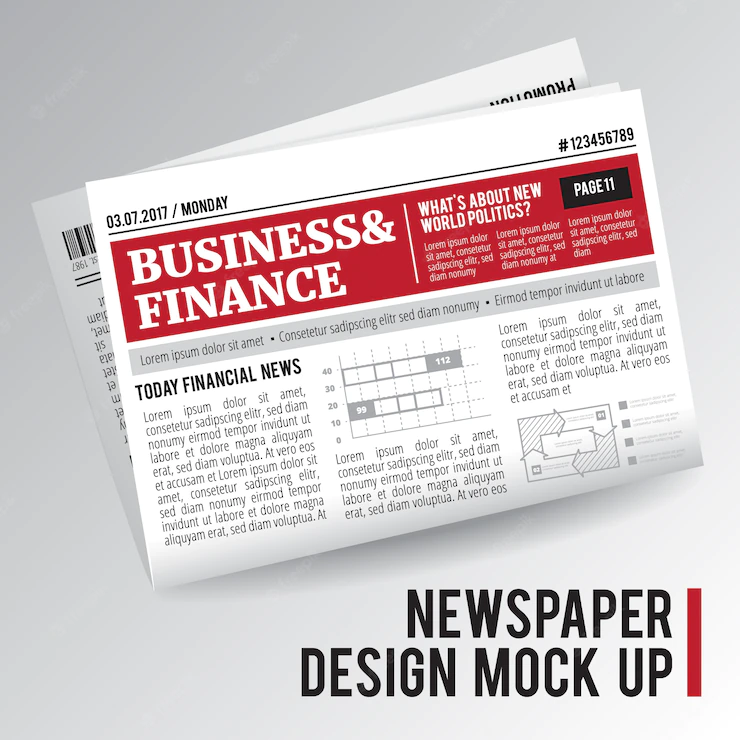 PROMOTION
#123456789
03.07.2017 / MONDAY
BUSINESS&
FINANCE
WHAT'S ABOUT NEW
WORLD POLITICS?
PAGE 11
Lorem ipsum dolor
sit amet, consetetur
sadipscing elitr sed
diam nonumy
Lorem ipsum dolor
sit amet, consetetur
sadipscing elitr, sed
diam nonumy at
Lorem ipsum dolor
sit amet, consetetur
sadipscing elitr, sed
diam
Lorem ipsum dolor sit amet • Consetetur sadipscing elitr sed diam nonumy • Eirmod tempor invidunt ut labore
TODAY FINANCIAL NEWS
Lorem ipsum dolor sit amet,
consetetur sadipscing elitr, sed diam
nonumy eirmod tempor invidunt ut
labore et dolore magna aliquyam
erat, sed diam voluptua. At vero eos
et accusam et Lorem ipsum dolor sit
amet, consetetur sadipscing elitr,
sed diam nonumy eirmod tempor
invidunt ut labore et dolore magna
aliquyam erat, sed diam voluptua. At
40
30
20
10
0
112
99
Lorem ipsum dolor sit amet,
consetetur sadipscing elitr, sed diam
nonumy eirmod tempor invidunt ut
labore et dolore magna aliquyam
erat, sed diam voluptua. At vero eos
Lorem ipsum dolor sit amet,
consetetur sadipscing elitr, sed diam
nonumy eirmod tempor invidunt ut
labore et dolore magna aliquyam
erat, sed diam voluptua. At vero eos
et accusam et
01
est. 1987
NEWSPAPER
DESIGN MOCK UP